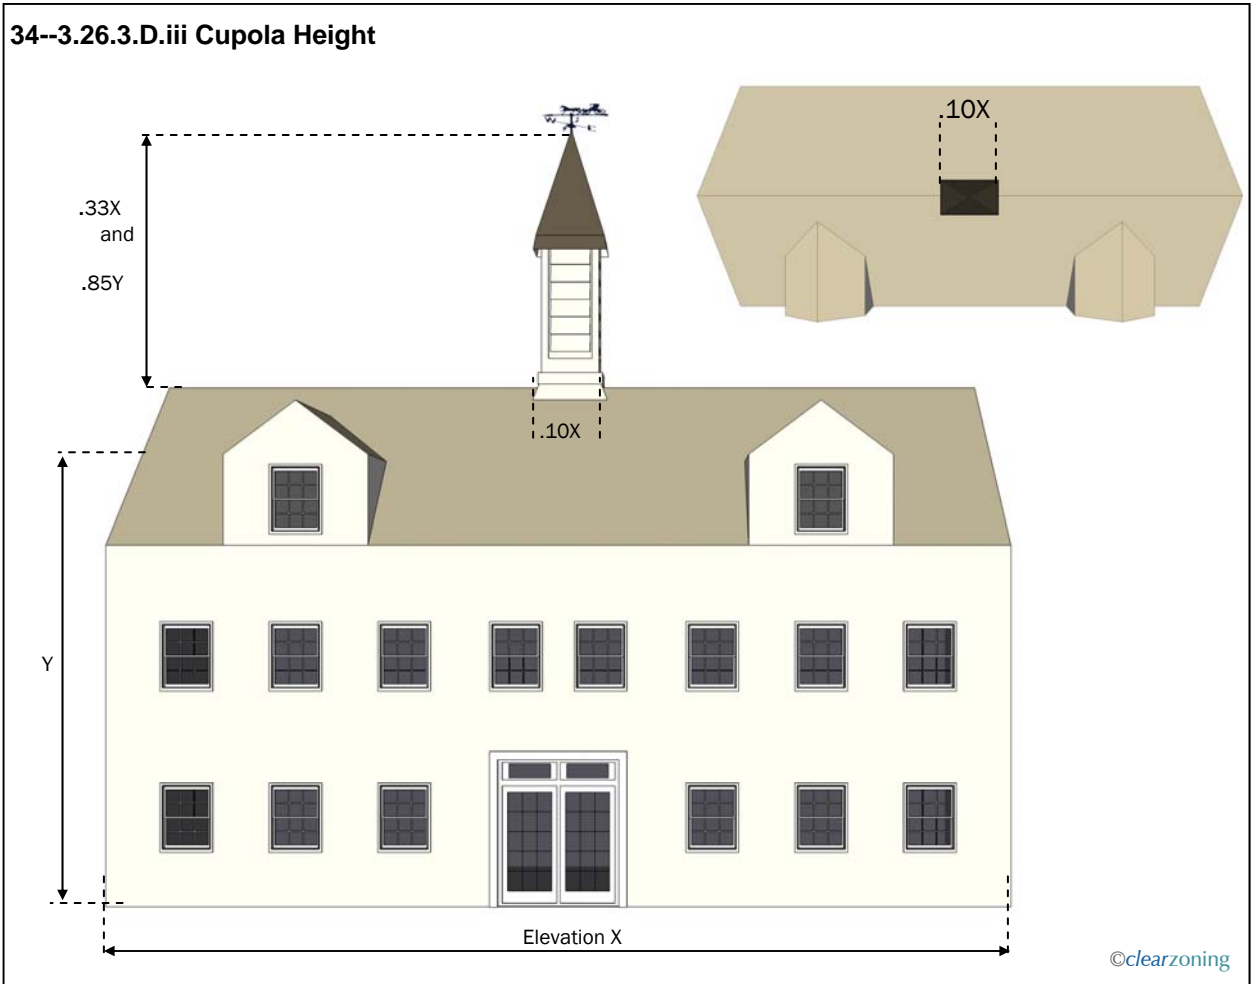 34--3.26.3.D.iii Cupola Height
.10X
W
.33X
and
.85Y
.10X
Y
Elevation X
©clearzoning